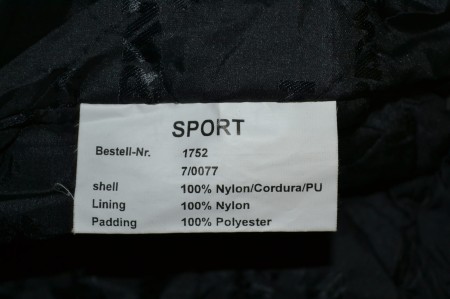 SPORT
Bestell-Nr. 1752
7/0077
shell 100% Nylon/Cordura/PU
Lining 100% Nylon
Padding 100% Polyester